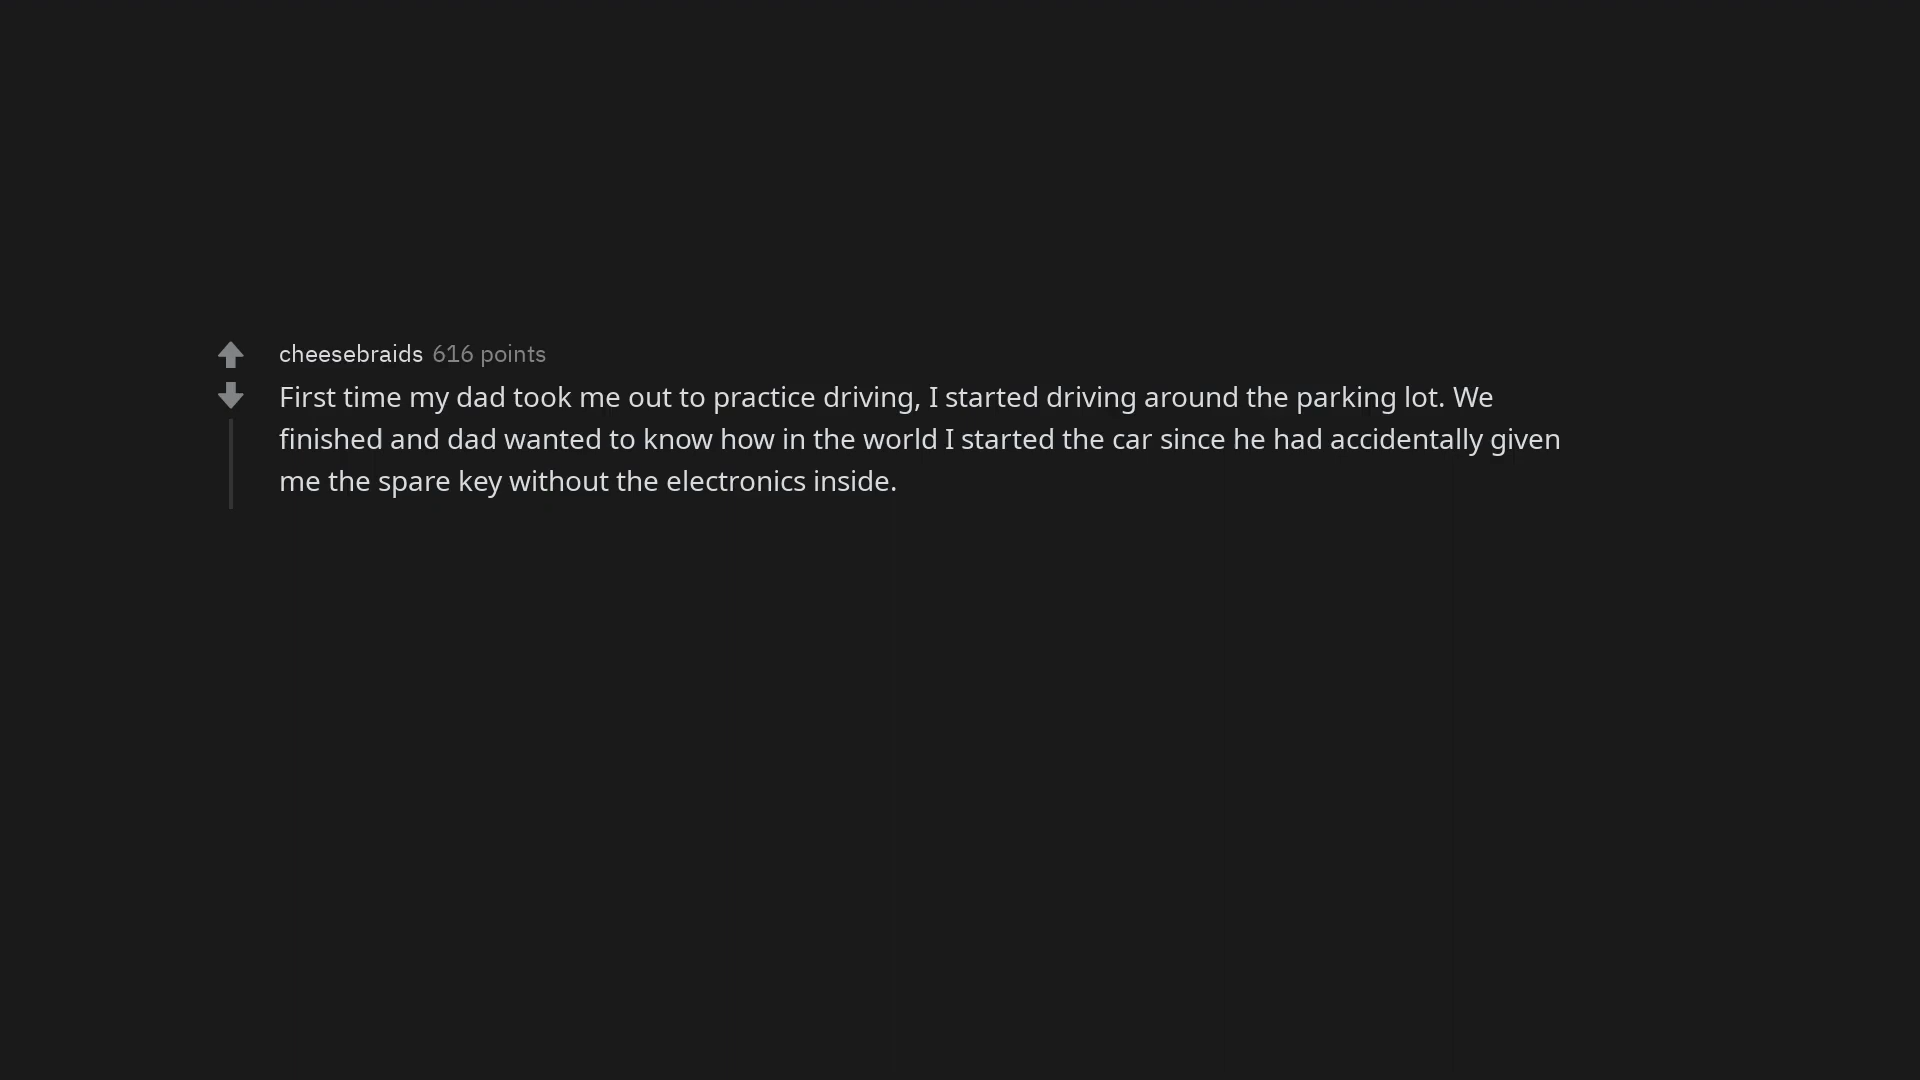 cheesebraids 616 points
First time my dad took me out to practice driving, I started driving around the parking lot. We
finished and dad wanted to know how in the world I started the car since he had accidentally given
me the spare key without the electronics inside.